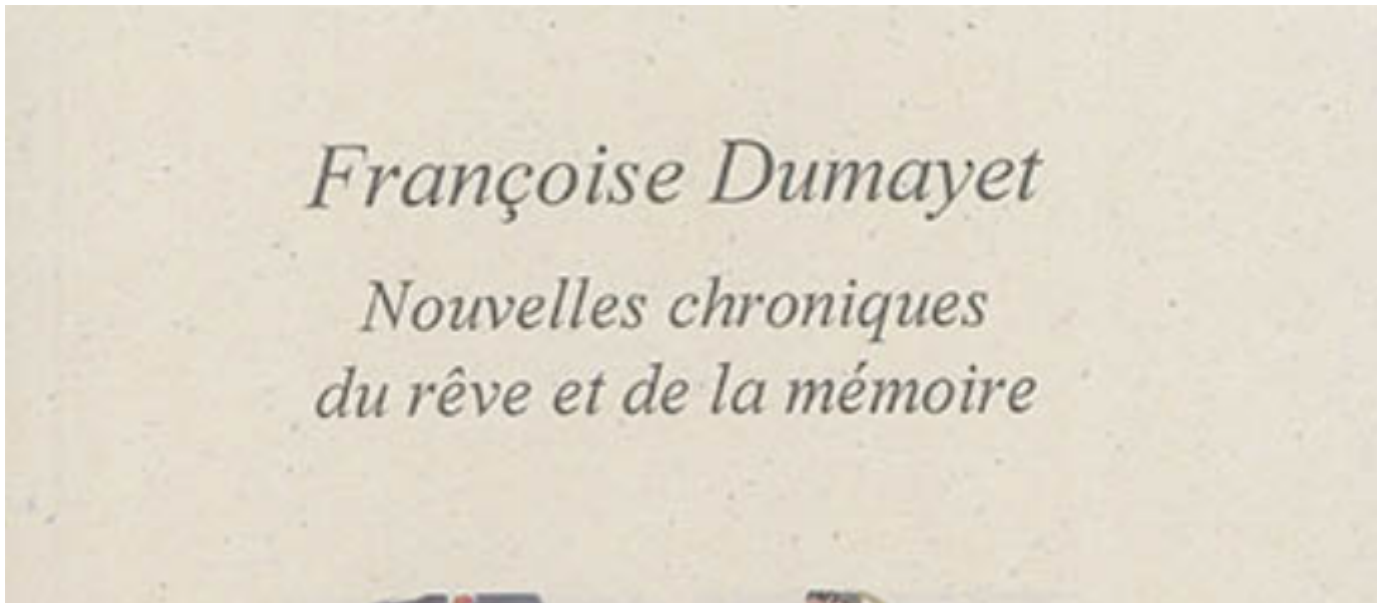 Françoise Dumayet
Nouvelles chroniques
du rêve et de la mémoire